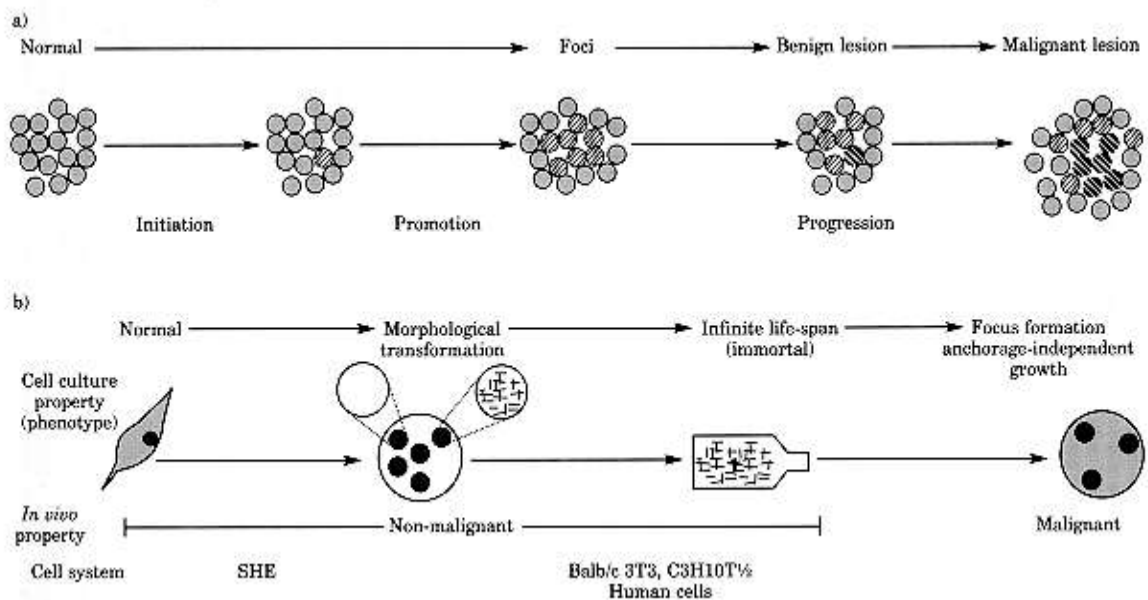 a)
Normal Foci Benign lesion Malignant lesion
Initiation Promotion Progression
b)
Normal Morphological transformation Infinite life-span (immortal) Focus formation anchorage-independent growth
Cell culture property (phenotype)
In vivo property
Non-malignant Malignant
Cell system SHE Balb/c 3T3, C3H10T½
Human cells